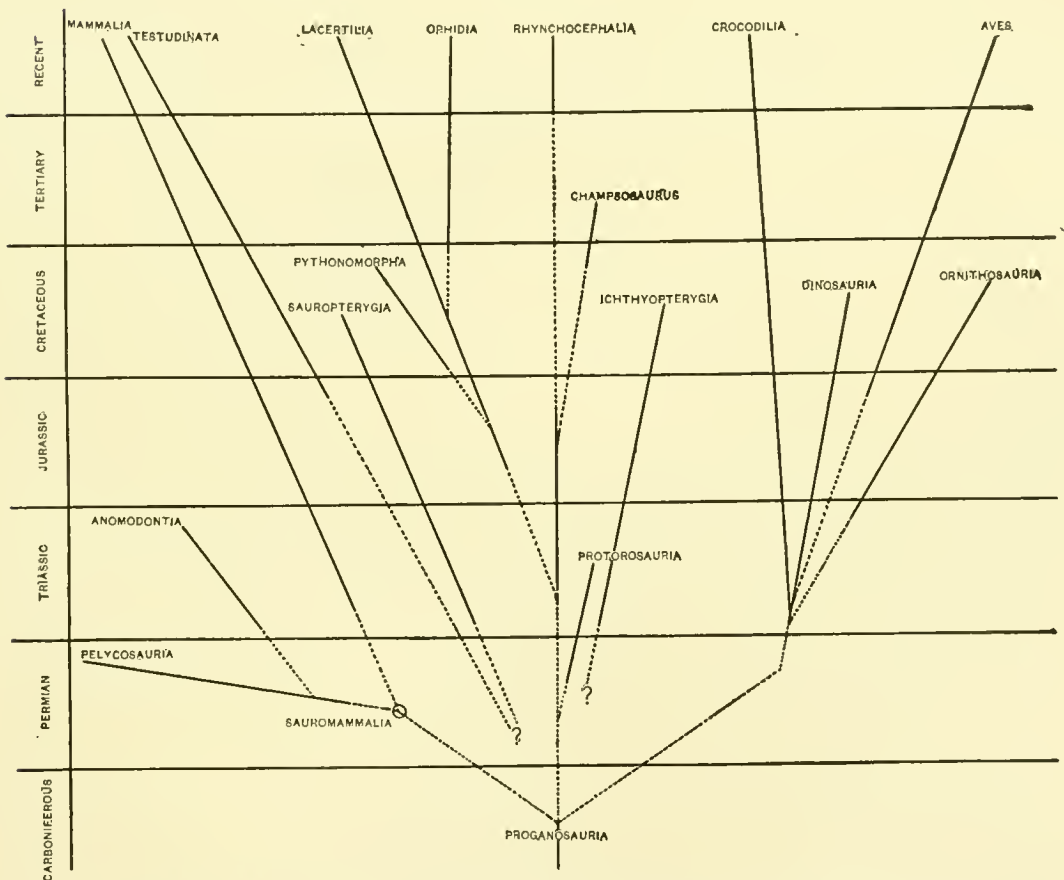 MAMMALIA
TESTUDINATA
LACERTILIA
OPHIDIA
RHYNCHOCEPHALIA
CROCODILIA
AVES
RECENT
TERTIARY
CHAMPSOSAURUS
CRETACEOUS
PYTHONOMORPHA
SAUROPTERYGIA
ICHTHYOPTERYGIA
DINOSAURIA
ORNITHOSAURIA
JURASSIC
TRIASSIC
ANOMODONTIA
PROTOROSAURIA
PERMIAN
PELYCOSAURIA
SAUROMAMMALIA
?
?
CARBONIFEROUS
PROGANOSAURIA